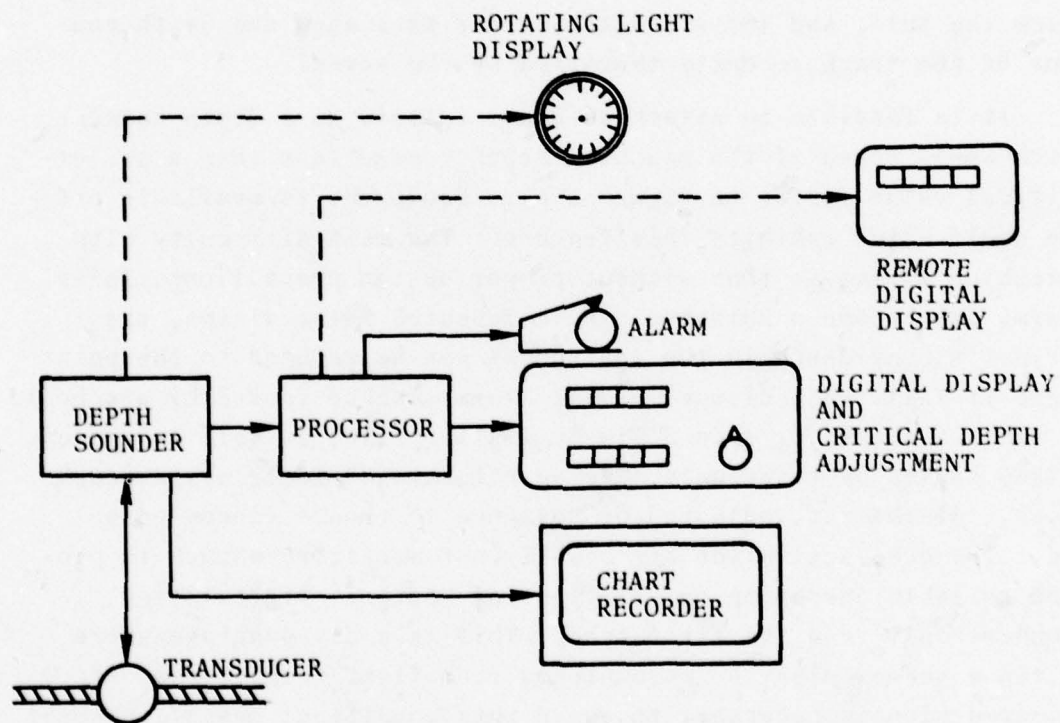 ROTATING LIGHT
DISPLAY
REMOTE
DIGITAL
DISPLAY
ALARM
DEPTH
SOUNDER
PROCESSOR
DIGITAL DISPLAY
AND
CRITICAL DEPTH
ADJUSTMENT
CHART
RECORDER
TRANSDUCER